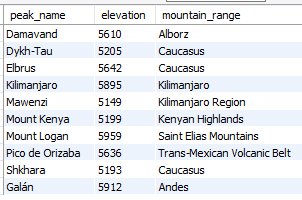 peak_name elevation mountain_range
Damavand 5610 Alborz
Dykh-Tau 5205 Caucasus
Elbrus 5642 Caucasus
Kilimanjaro 5895 Kilimanjaro
Mawenzi 5149 Kilimanjaro Region
Mount Kenya 5199 Kenyan Highlands
Mount Logan 5959 Saint Elias Mountains
Pico de Orizaba 5636 Trans-Mexican Volcanic Belt
Shkhara 5193 Caucasus
Galán 5912 Andes